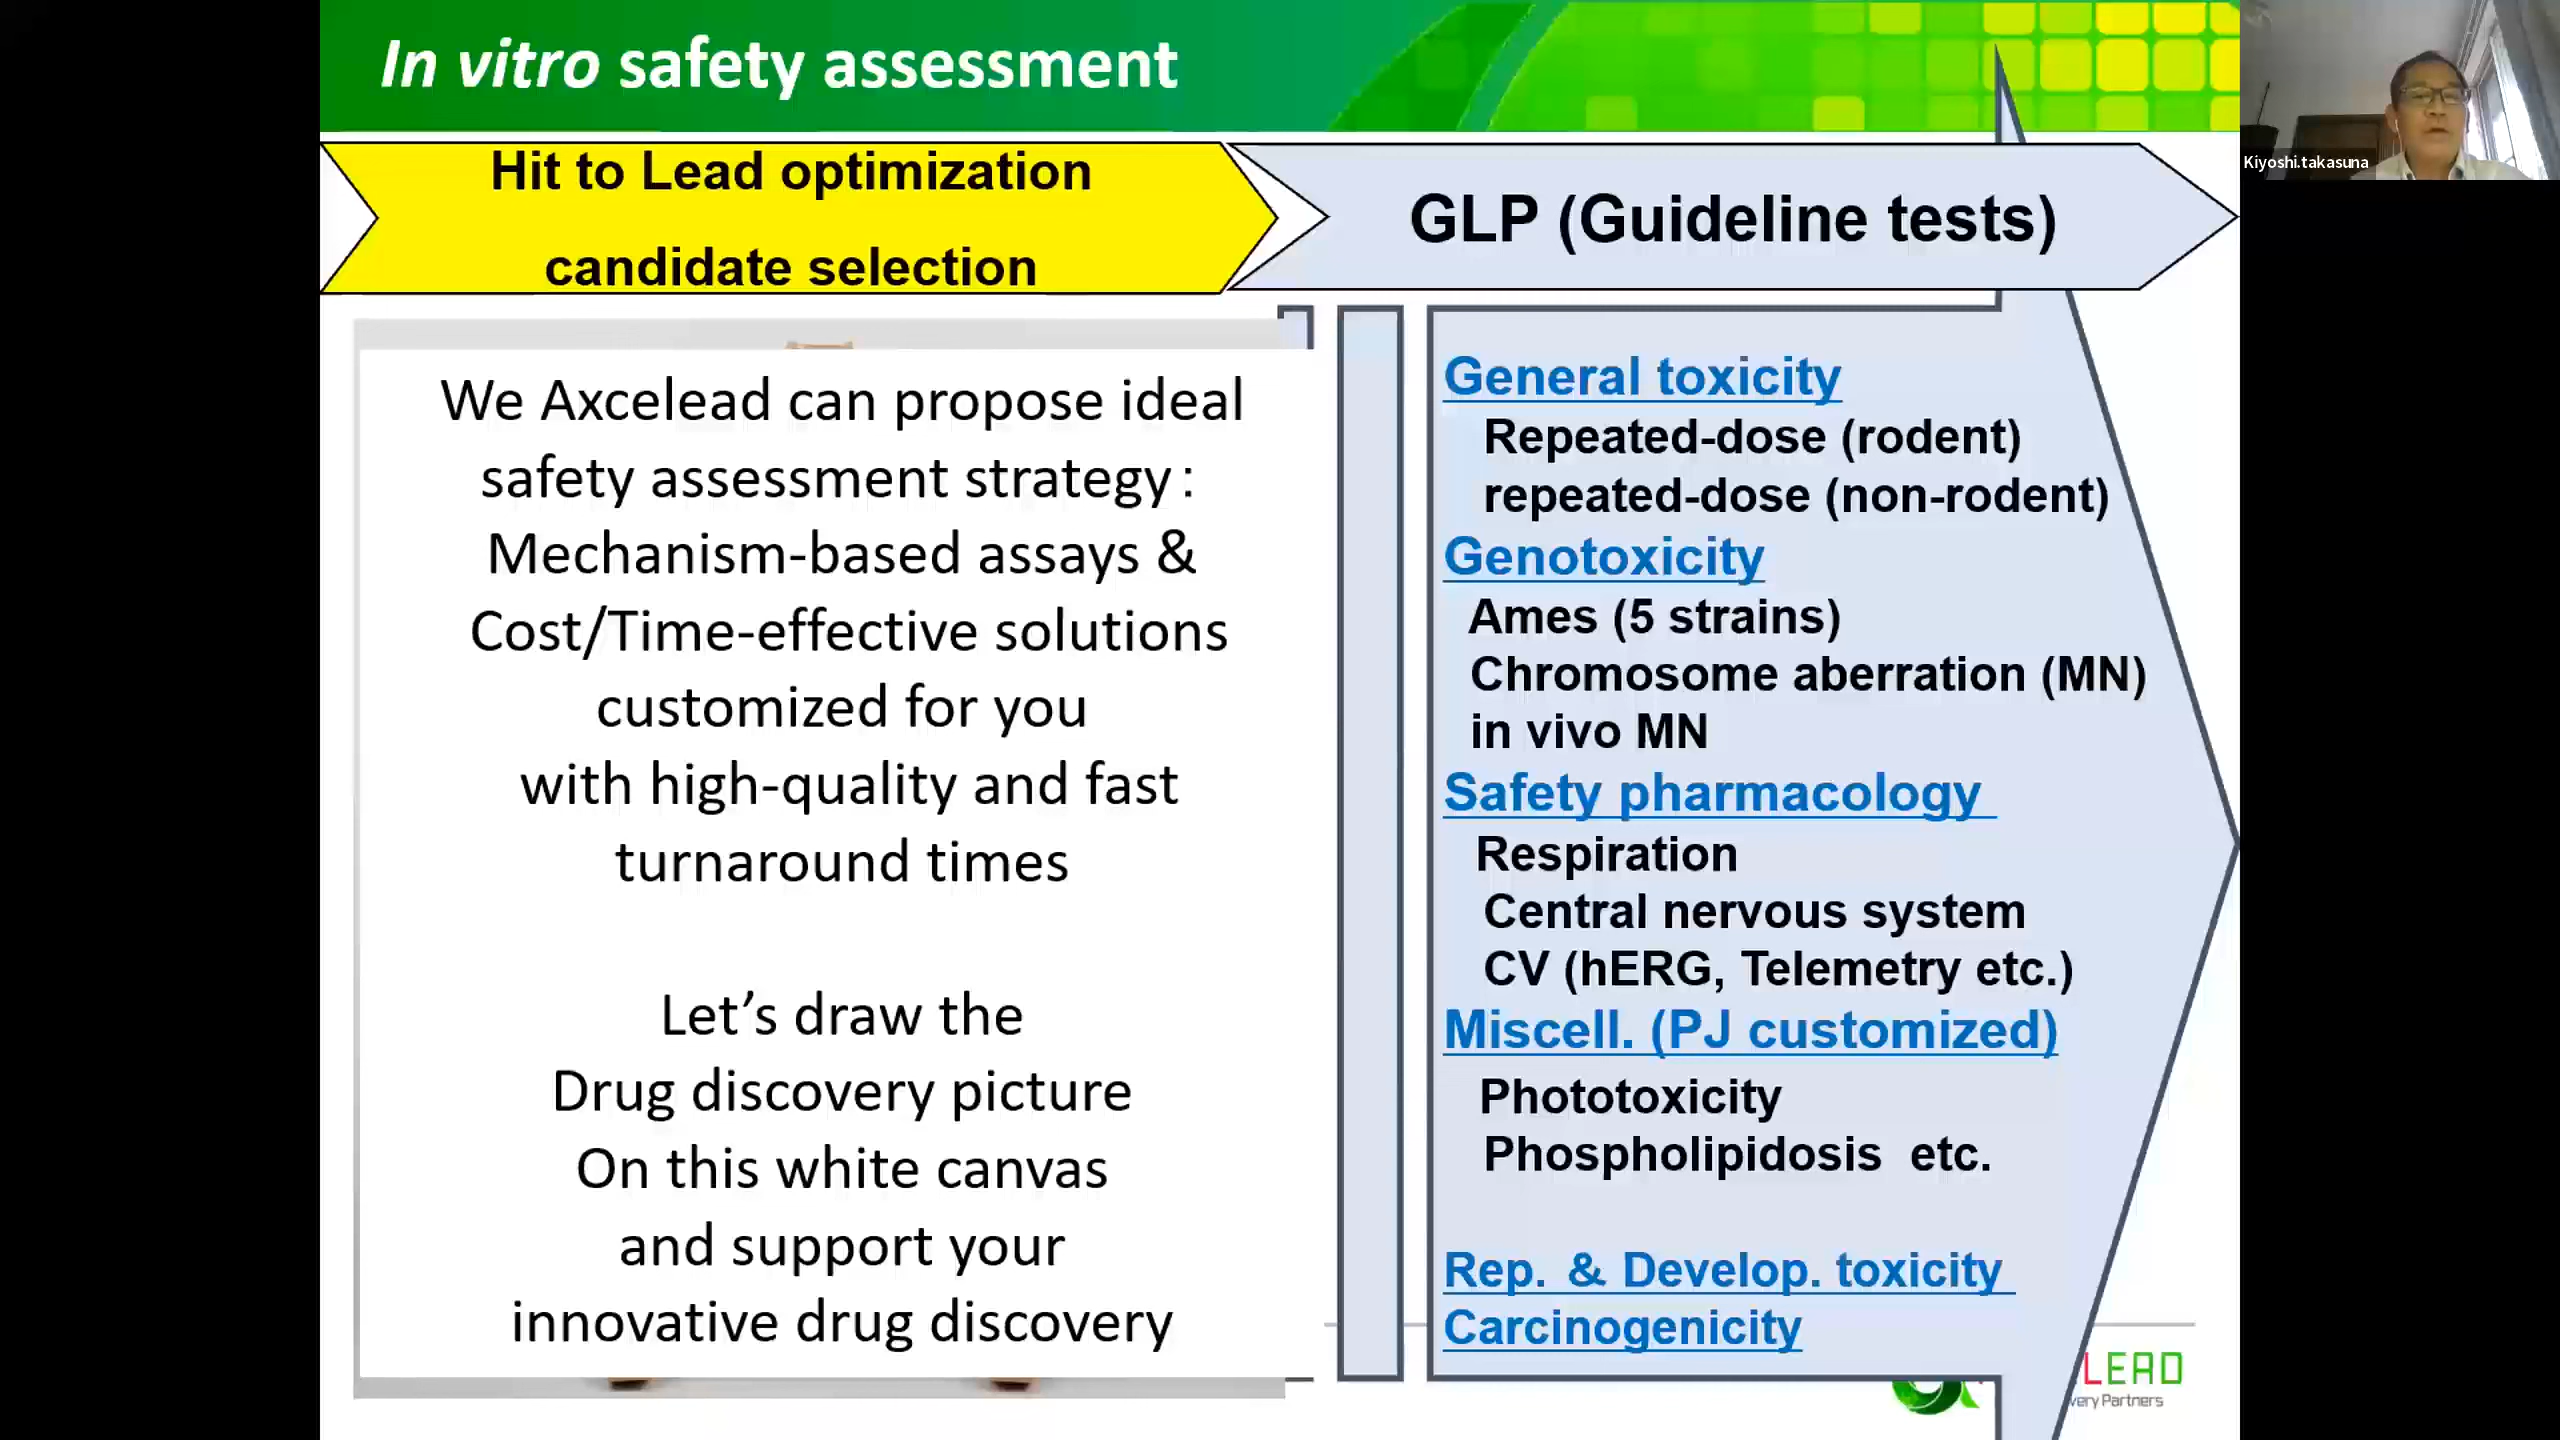 In vitro safety assessment
Kiyoshi.takasuna
Hit to Lead optimization
candidate selection
GLP (Guideline tests)
We Axcelead can propose ideal
safety assessment strategy:
Mechanism-based assays &
Cost/Time-effective solutions
customized for you
with high-quality and fast
turnaround times
Let's draw the
Drug discovery picture
On this white canvas
and support your
innovative drug discovery
General toxicity
Repeated-dose (rodent)
repeated-dose (non-rodent)
Genotoxicity
Ames (5 strains)
Chromosome aberration (MN)
in vivo MN
Safety pharmacology
Respiration
Central nervous system
CV (hERG, Telemetry etc.)
Miscell. (PJ customized)
Phototoxicity
Phospholipidosis etc.
Rep. & Develop. toxicity
Carcinogenicity
LEAD
very Partners